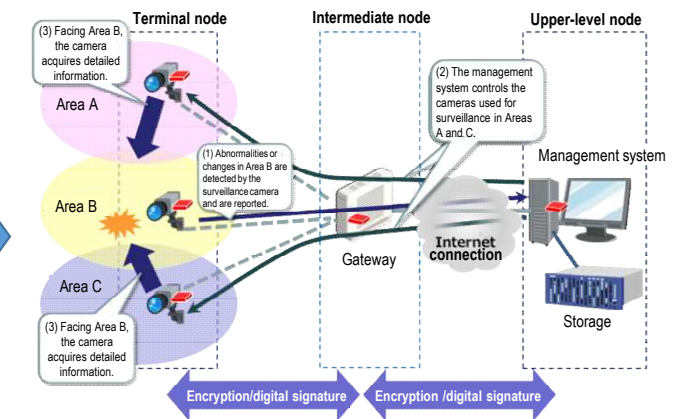 Terminal node
Intermediate node
Upper-level node
(3) Facing Area B,
the camera
acquires detailed
information.
Area A
(2) The management
system controls the
cameras used for
surveillance in Areas
A and C.
(1) Abnormalities or
changes in Area B are
detected by the
surveillance camera
and are reported.
Management system
Area B
Internet
connection
Gateway
Area C
Storage
(3) Facing Area B,
the camera
acquires detailed
information.
Encryption/digital signature
Encryption /digital signature